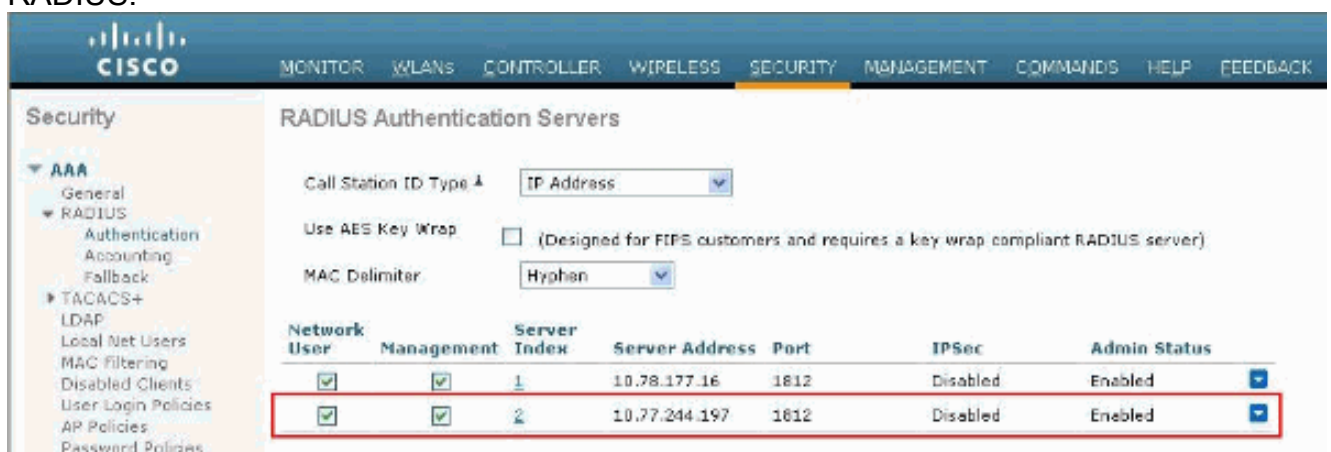 RADIUS.
CISCO
MONITOR WLANs CONTROLLER WIRELESS SECURITY MANAGEMENT COMMANDS HELP FEEDBACK
Security
AAA
General
RADIUS
Authentication
Accounting
Fallback
TACACS+
LDAP
Local Net Users
MAC Filtering
Disabled Clients
User Login Policies
AP Policies
Password Policies
RADIUS Authentication Servers
Call Station ID Type IP Address
Use AES Key Wrap (Designed for FIPS customers and requires a key wrap compliant RADIUS server)
MAC Delimiter Hyphen
Network User Management Server Index Server Address Port IPSec Admin Status
1 10.78.177.16 1812 Disabled Enabled
2 10.77.244.197 1812 Disabled Enabled